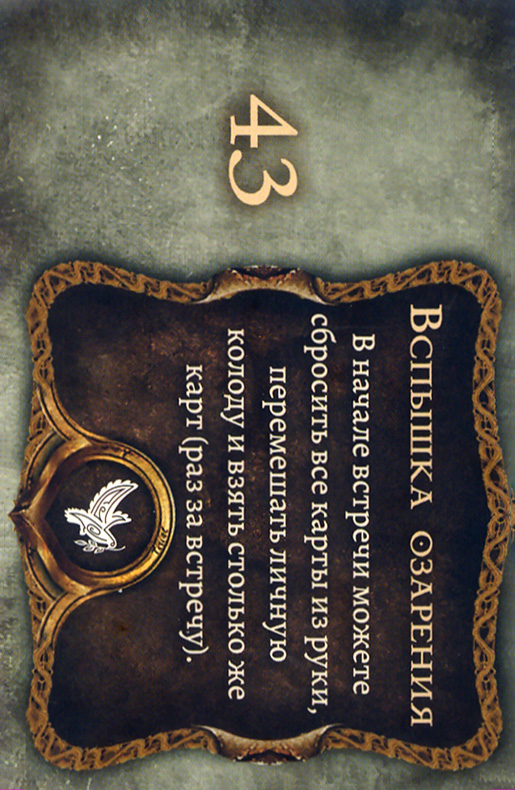 43
Вспышка озарения
В начале встречи можете
сбросить все карты из руки,
перемешать личную
колоду и взять столько же
карт (раз за встречу).